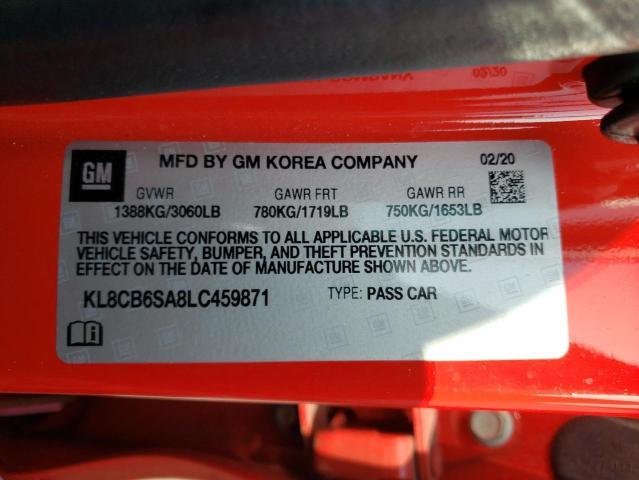 GM MFD BY GM KOREA COMPANY 02/20
GVWR GAWR FRT GAWR RR
1388KG/3060LB 780KG/1719LB 750KG/1653LB
THIS VEHICLE CONFORMS TO ALL APPLICABLE U.S. FEDERAL MOTOR
VEHICLE SAFETY, BUMPER, AND THEFT PREVENTION STANDARDS IN
EFFECT ON THE DATE OF MANUFACTURE SHOWN ABOVE.
KL8CB6SA8LC459871 TYPE: PASS CAR